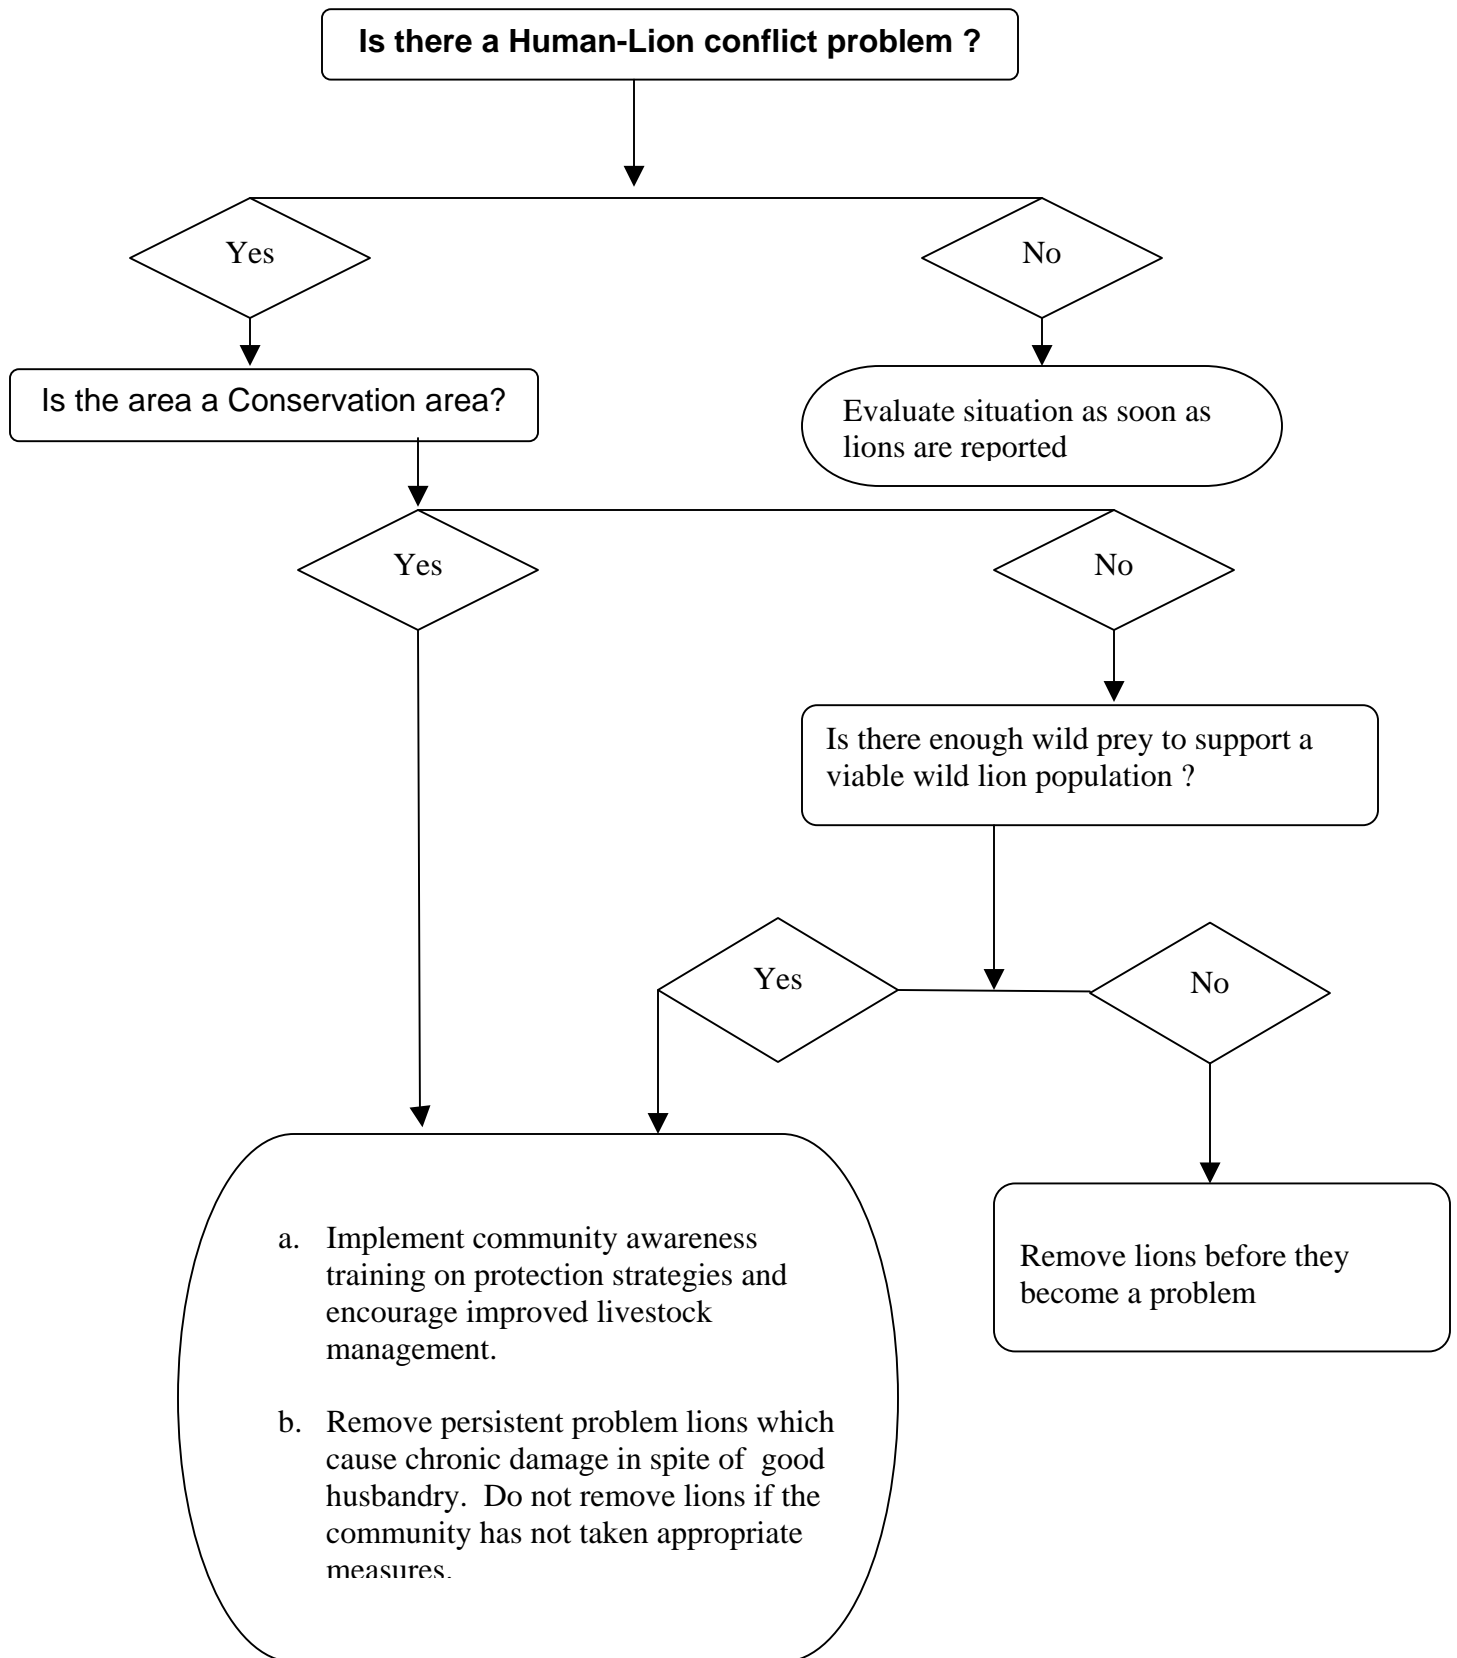 Is there a Human-Lion conflict problem ?
Yes
No
Is the area a Conservation area?
Evaluate situation as soon as
lions are reported
Yes
No
Is there enough wild prey to support a
viable wild lion population ?
Yes
No
a. Implement community awareness
training on protection strategies and
encourage improved livestock
management.
b. Remove persistent problem lions which
cause chronic damage in spite of good
husbandry. Do not remove lions if the
community has not taken appropriate
measures.
Remove lions before they
become a problem